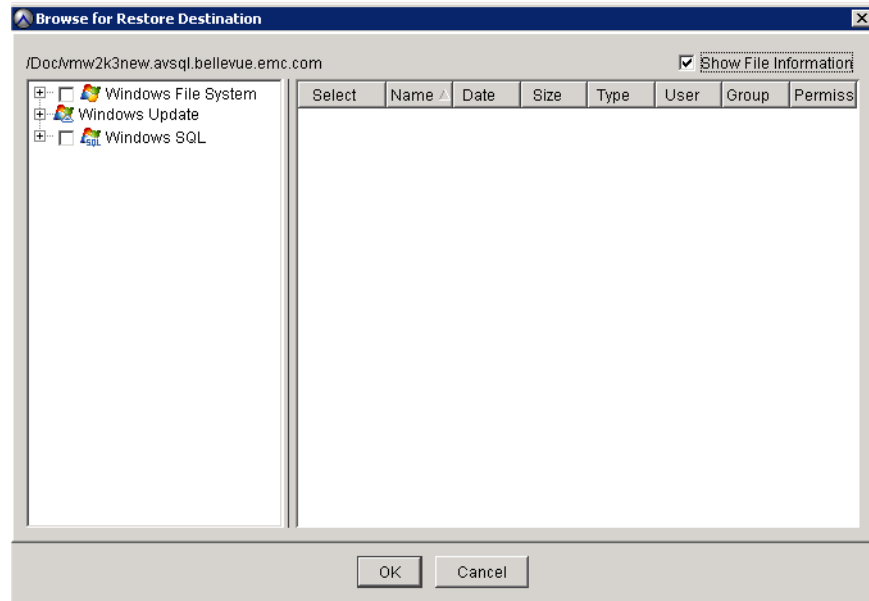 Browse for Restore Destination
/Doc/vmw2k3new.avsql.bellevue.emc.com
Show File Information
Windows File System
Windows Update
Windows SQL
Select Name Date Size Type User Group Permiss
OK Cancel